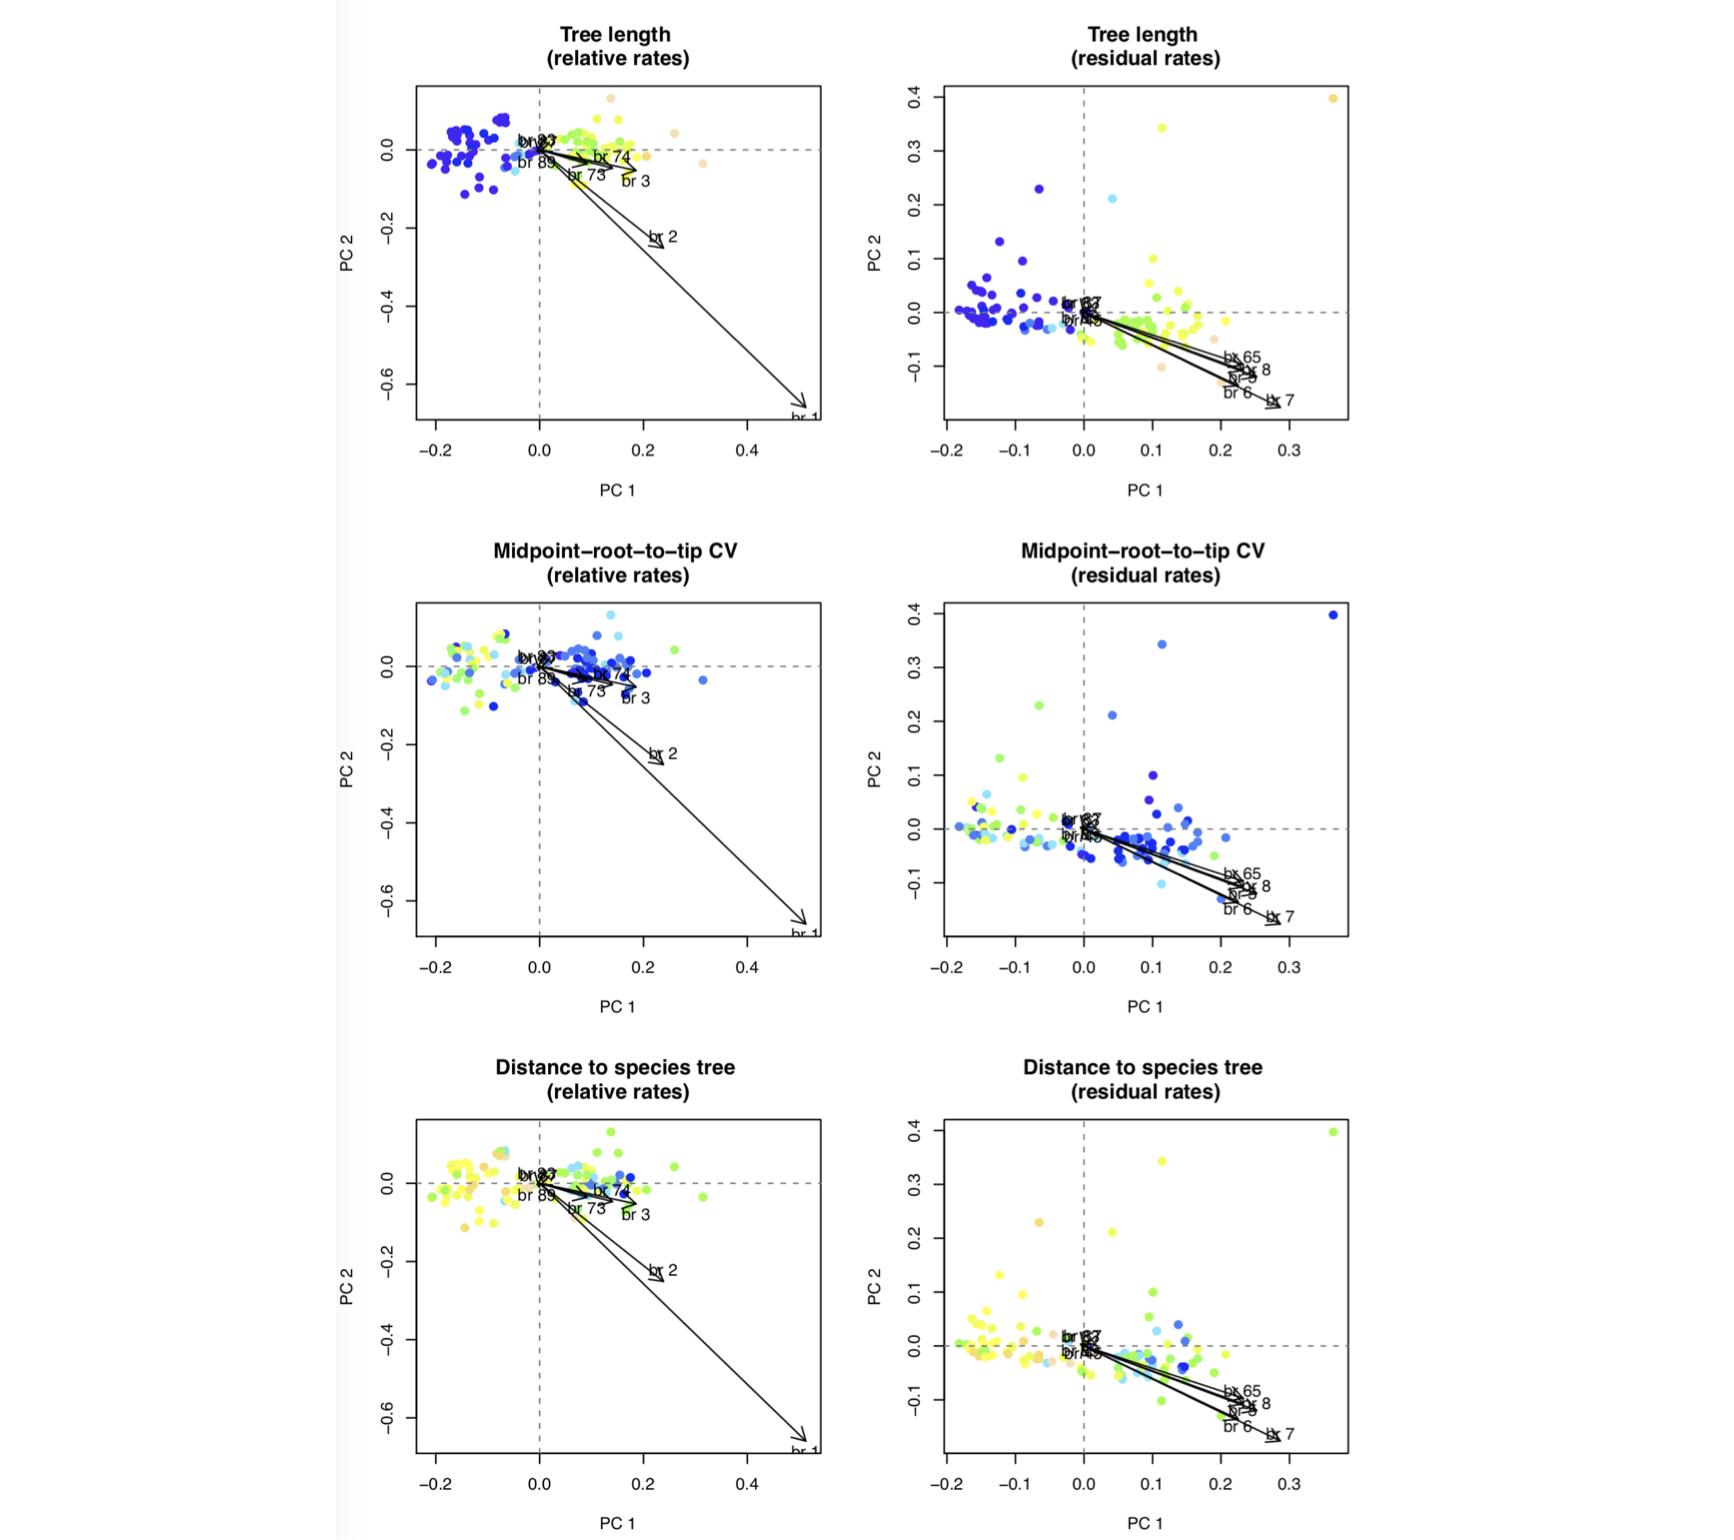 Tree length
(relative rates)
Tree length
(residual rates)
PC 2
0.0
−0.2
−0.4
−0.6
br 89
br 74
br 73
br 3
br 2
br 1
−0.2 0.0 0.2 0.4
PC 1
PC 2
0.4
0.3
0.2
0.1
0.0
−0.1
br 65
br 8
br 6
br 7
−0.2 −0.1 0.0 0.1 0.2 0.3
PC 1
Midpoint−root−to−tip CV
(relative rates)
Midpoint−root−to−tip CV
(residual rates)
PC 2
0.0
−0.2
−0.4
−0.6
br 89
br 74
br 73
br 3
br 2
br 1
−0.2 0.0 0.2 0.4
PC 1
PC 2
0.4
0.3
0.2
0.1
0.0
−0.1
br 65
br 8
br 6
br 7
−0.2 −0.1 0.0 0.1 0.2 0.3
PC 1
Distance to species tree
(relative rates)
Distance to species tree
(residual rates)
PC 2
0.0
−0.2
−0.4
−0.6
br 89
br 74
br 73
br 3
br 2
br 1
−0.2 0.0 0.2 0.4
PC 1
PC 2
0.4
0.3
0.2
0.1
0.0
−0.1
br 65
br 8
br 6
br 7
−0.2 −0.1 0.0 0.1 0.2 0.3
PC 1